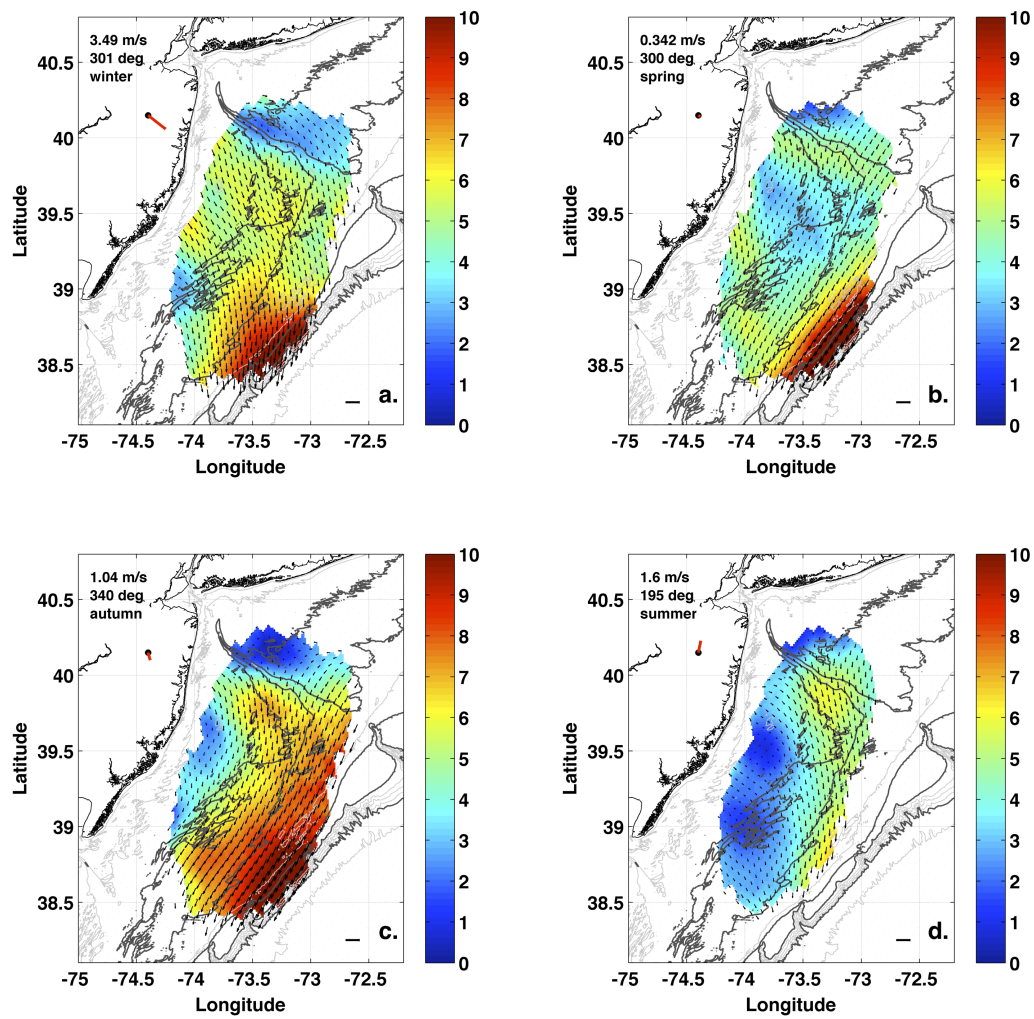 3.49 m/s
301 deg
winter
40.5
40
39.5
39
38.5
-75 -74.5 -74 -73.5 -73 -72.5
Latitude
Longitude
a.
10
9
8
7
6
5
4
3
2
1
0
0.342 m/s
300 deg
spring
40.5
40
39.5
39
38.5
-75 -74.5 -74 -73.5 -73 -72.5
Latitude
Longitude
b.
10
9
8
7
6
5
4
3
2
1
0
1.04 m/s
340 deg
autumn
40.5
40
39.5
39
38.5
-75 -74.5 -74 -73.5 -73 -72.5
Latitude
Longitude
c.
10
9
8
7
6
5
4
3
2
1
0
1.6 m/s
195 deg
summer
40.5
40
39.5
39
38.5
-75 -74.5 -74 -73.5 -73 -72.5
Latitude
Longitude
d.
10
9
8
7
6
5
4
3
2
1
0